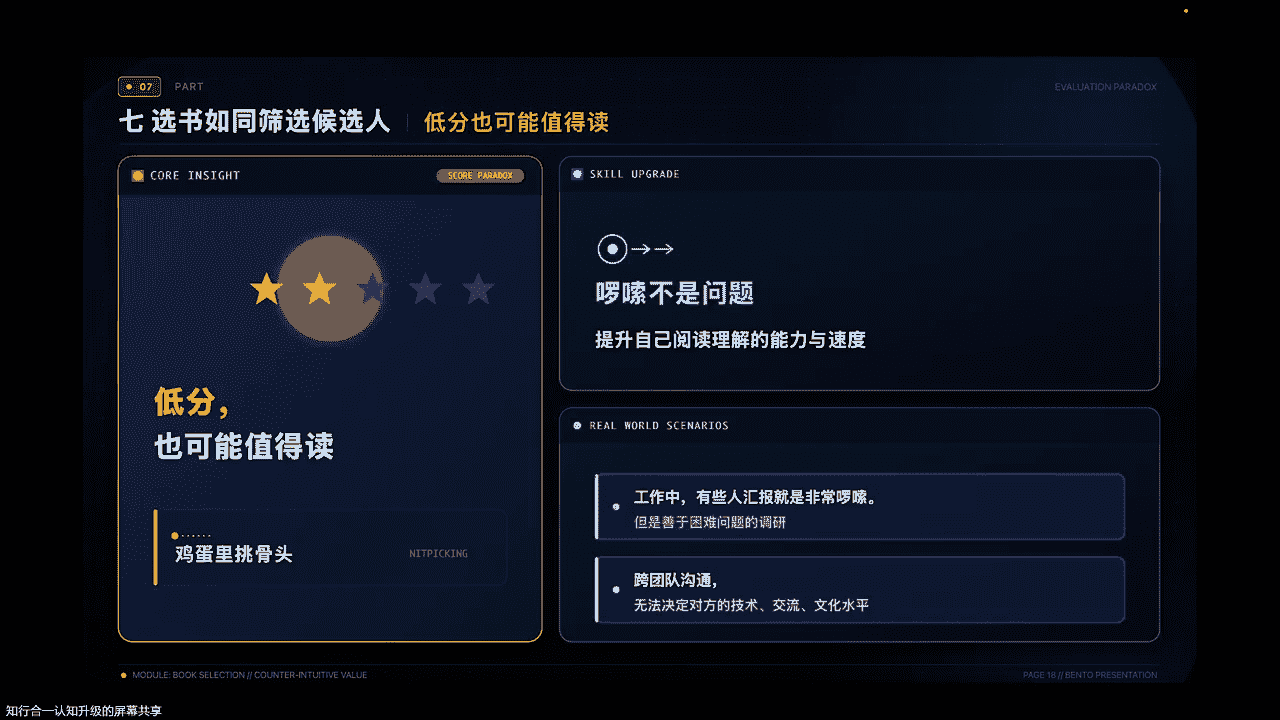 07 PART
EVALUATION PARADOX
七 选书如同筛选候选人 低分也可能值得读
CORE INSIGHT
SCORE PARADOX
低分，
也可能值得读
鸡蛋里挑骨头
NITPICKING
SKILL UPGRADE
啰嗦不是问题
提升自己阅读理解的能力与速度
REAL WORLD SCENARIOS
工作中，有些人汇报就是非常啰嗦。
但是善于困难问题的调研
跨团队沟通，
无法决定对方的技术、交流、文化水平
MODULE: BOOK SELECTION // COUNTER-INTUITIVE VALUE
PAGE 18 // BENTO PRESENTATION
知行合一认知升级的屏幕共享